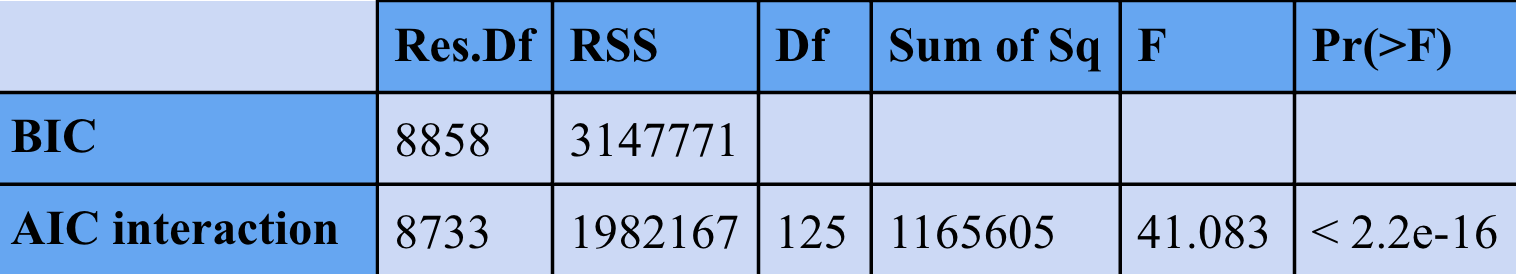 Res.Df RSS Df Sum of Sq F Pr(>F)
BIC 8858 3147771
AIC interaction 8733 1982167 125 1165605 41.083 < 2.2e-16